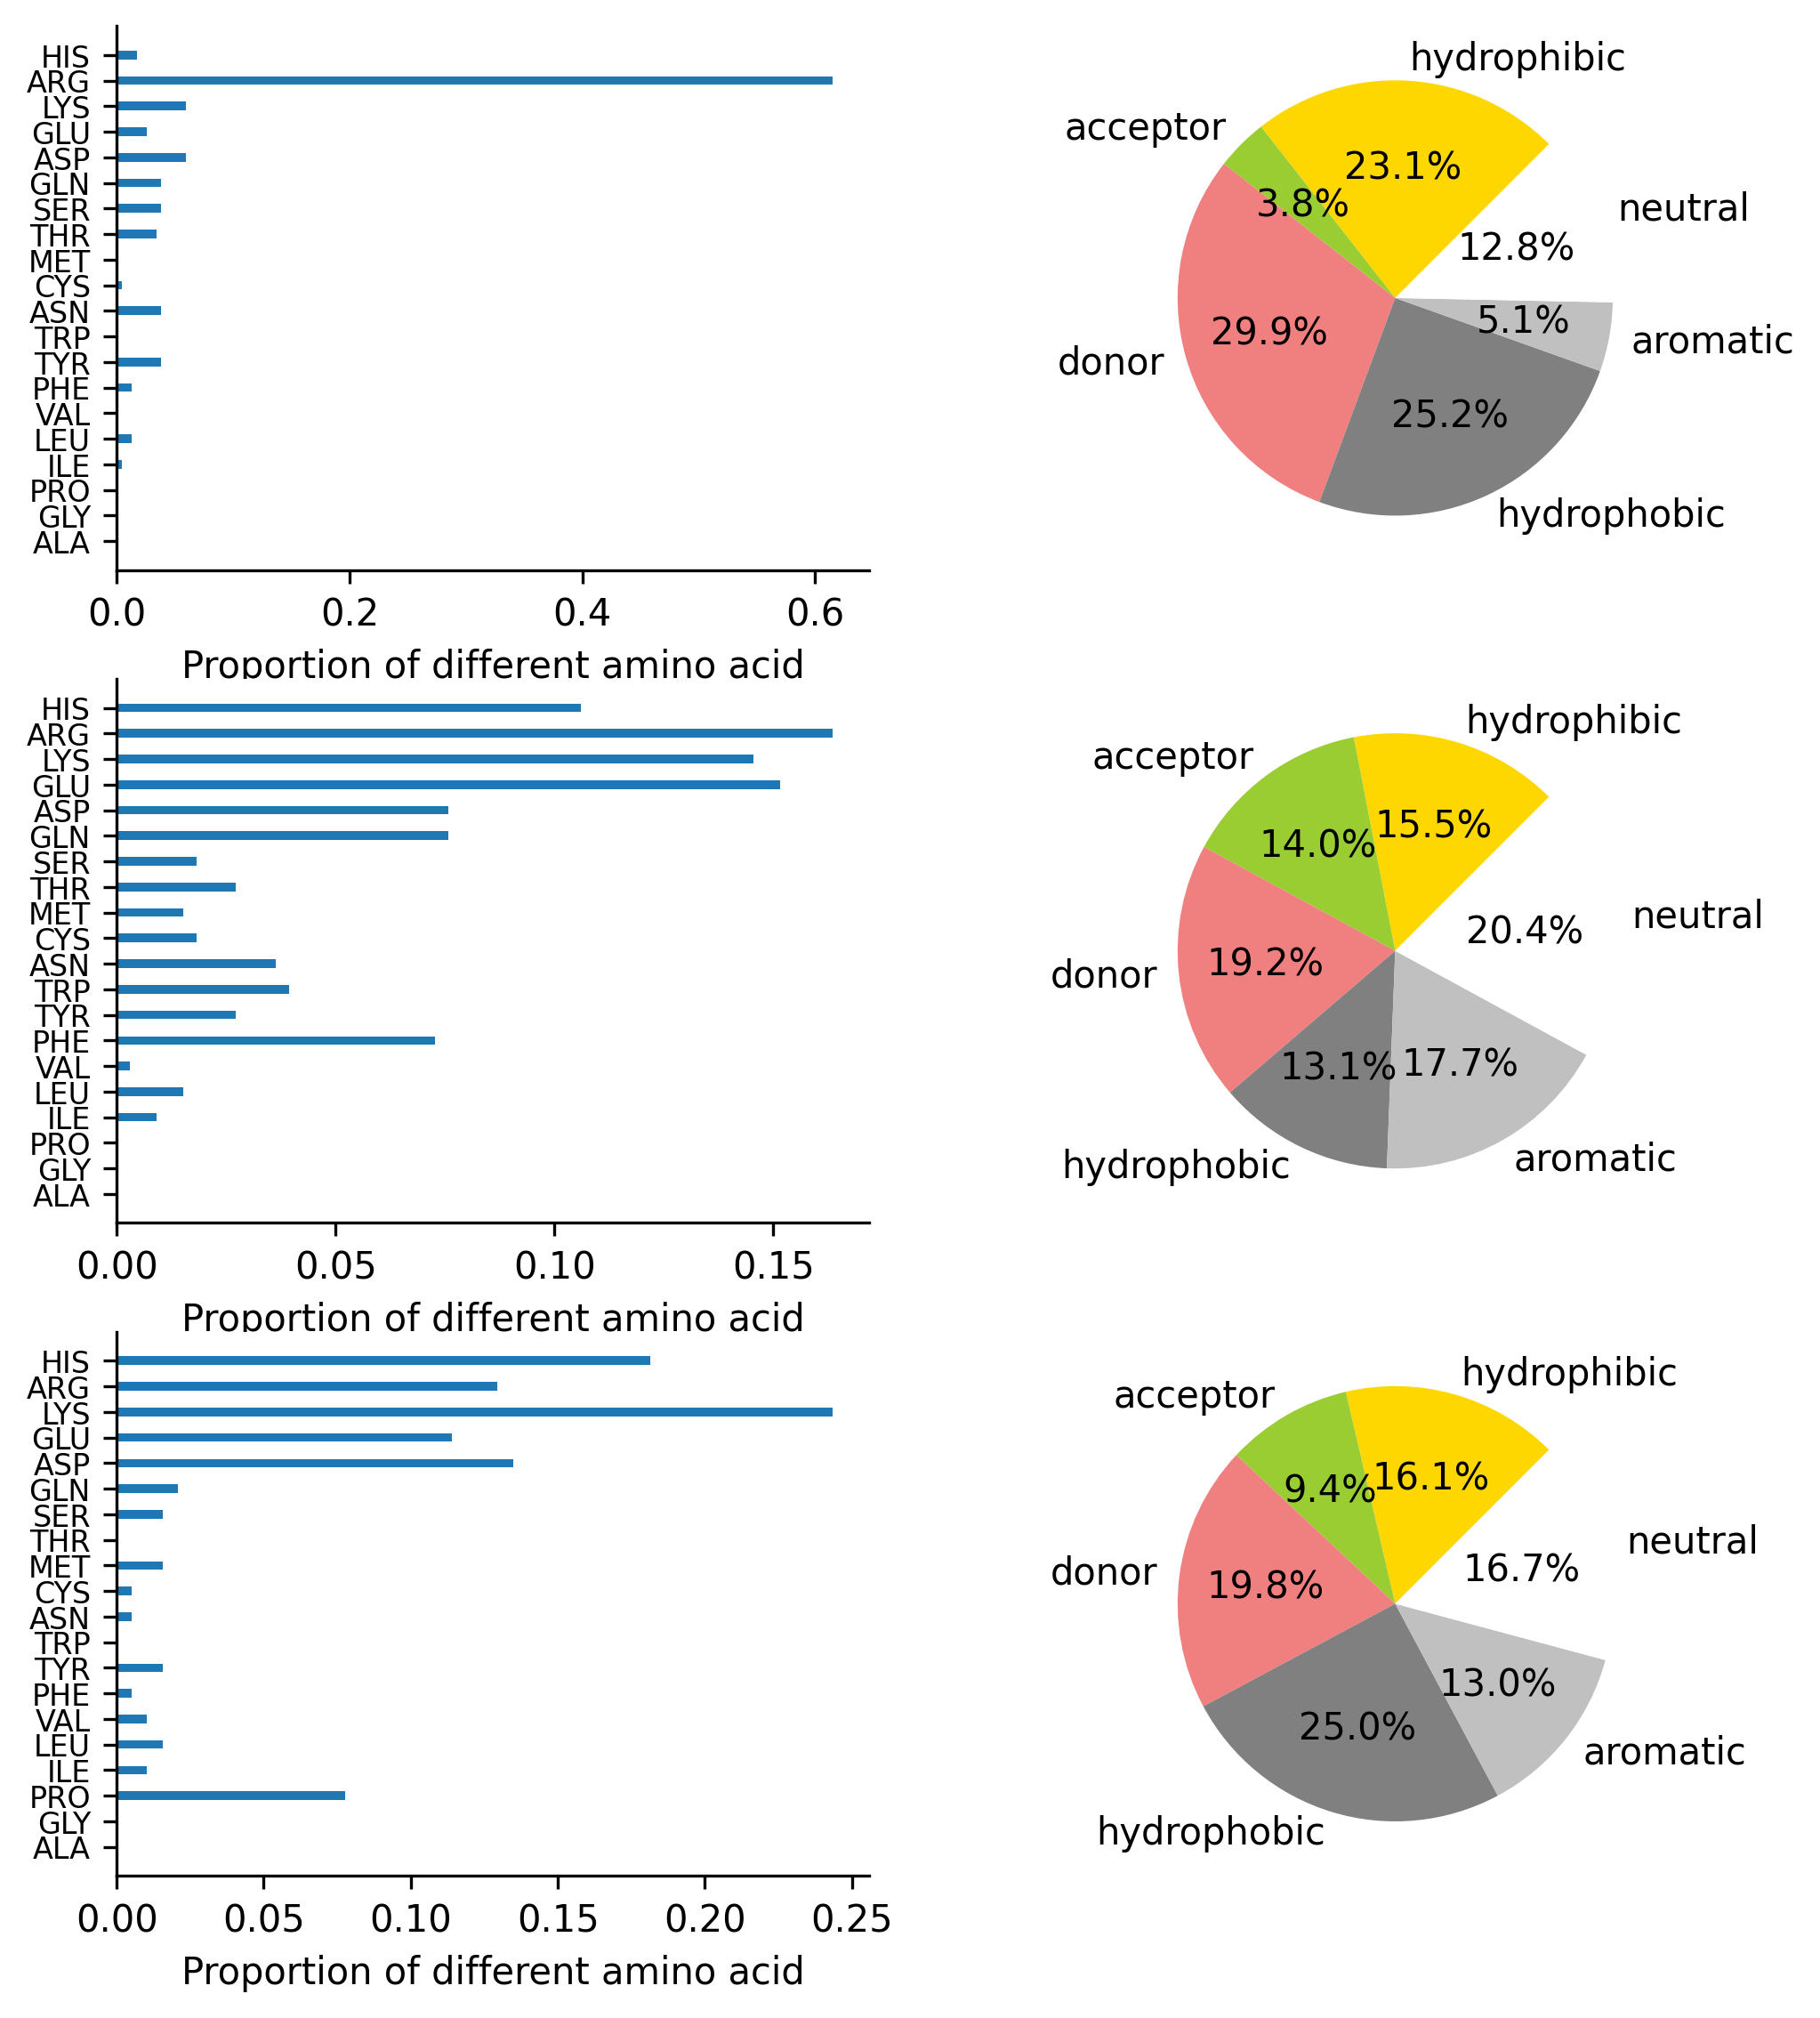 HIS
ARG
LYS
GLU
ASP
GLN
SER
THR
MET
CYS
ASN
TRP
TYR
PHE
VAL
LEU
ILE
PRO
GLY
ALA
0.0 0.2 0.4 0.6
Proportion of different amino acid
hydrophibic
acceptor
23.1%
3.8%
neutral
12.8%
29.9%
donor
5.1%
aromatic
25.2%
hydrophobic
HIS
ARG
LYS
GLU
ASP
GLN
SER
THR
MET
CYS
ASN
TRP
TYR
PHE
VAL
LEU
ILE
PRO
GLY
ALA
0.00 0.05 0.10 0.15
Proportion of different amino acid
hydrophibic
acceptor
15.5%
14.0%
neutral
20.4%
19.2%
donor
13.1%
17.7%
hydrophobic
aromatic
HIS
ARG
LYS
GLU
ASP
GLN
SER
THR
MET
CYS
ASN
TRP
TYR
PHE
VAL
LEU
ILE
PRO
GLY
ALA
0.00 0.05 0.10 0.15 0.20 0.25
Proportion of different amino acid
hydrophibic
acceptor
16.1%
9.4%
neutral
16.7%
donor
19.8%
13.0%
25.0%
aromatic
hydrophobic